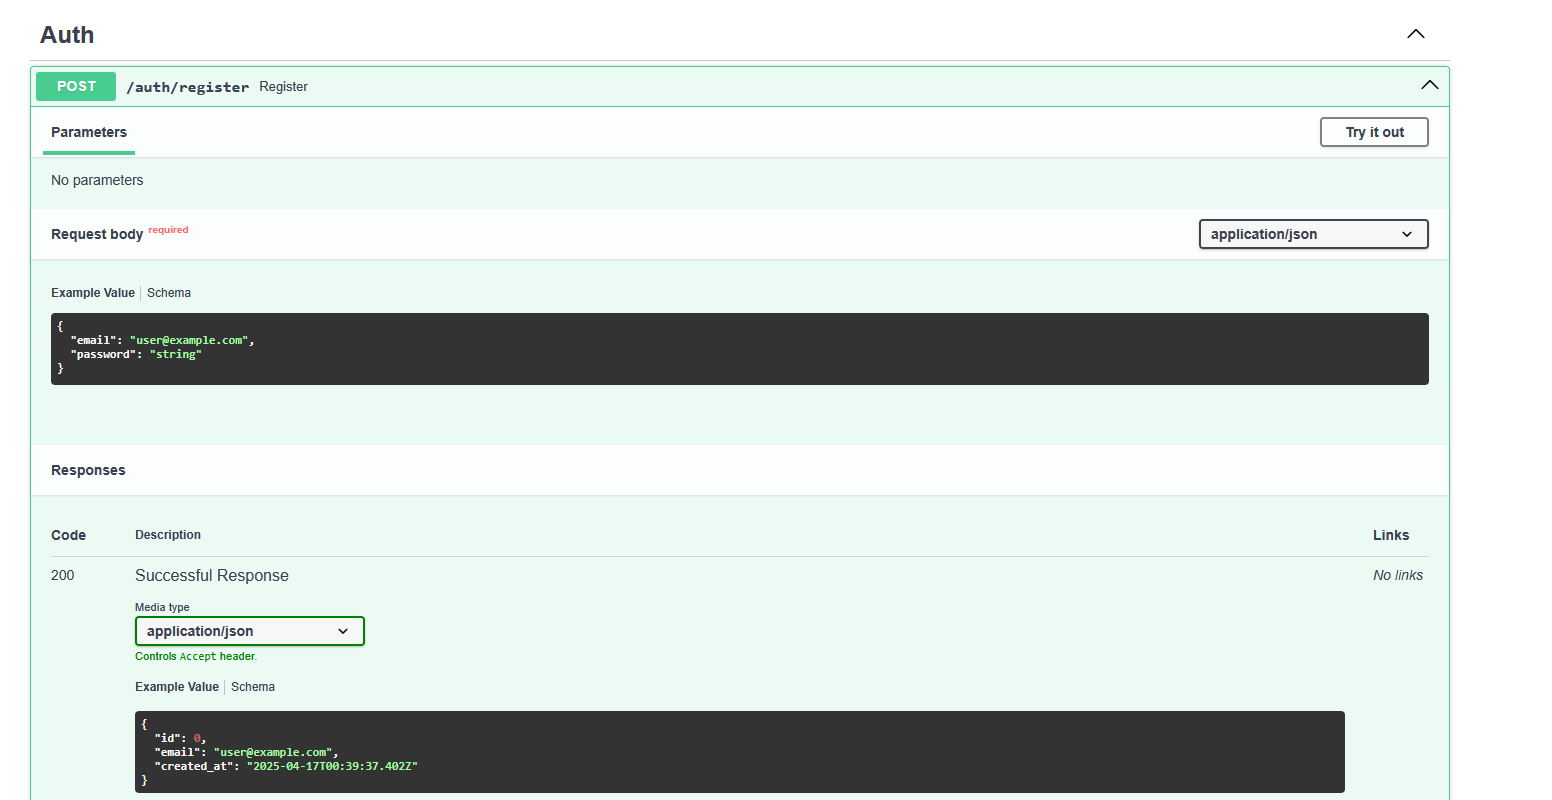 Auth
POST /auth/register Register
Parameters
Try it out
No parameters
Request body required
application/json
Example Value Schema
{
  "email": "user@example.com",
  "password": "string"
}
Responses
Code Description Links
200 Successful Response No links
Media type
application/json
Controls Accept header.
Example Value Schema
{
  "id": 0,
  "email": "user@example.com",
  "created_at": "2025-04-17T00:39:37.402Z"
}